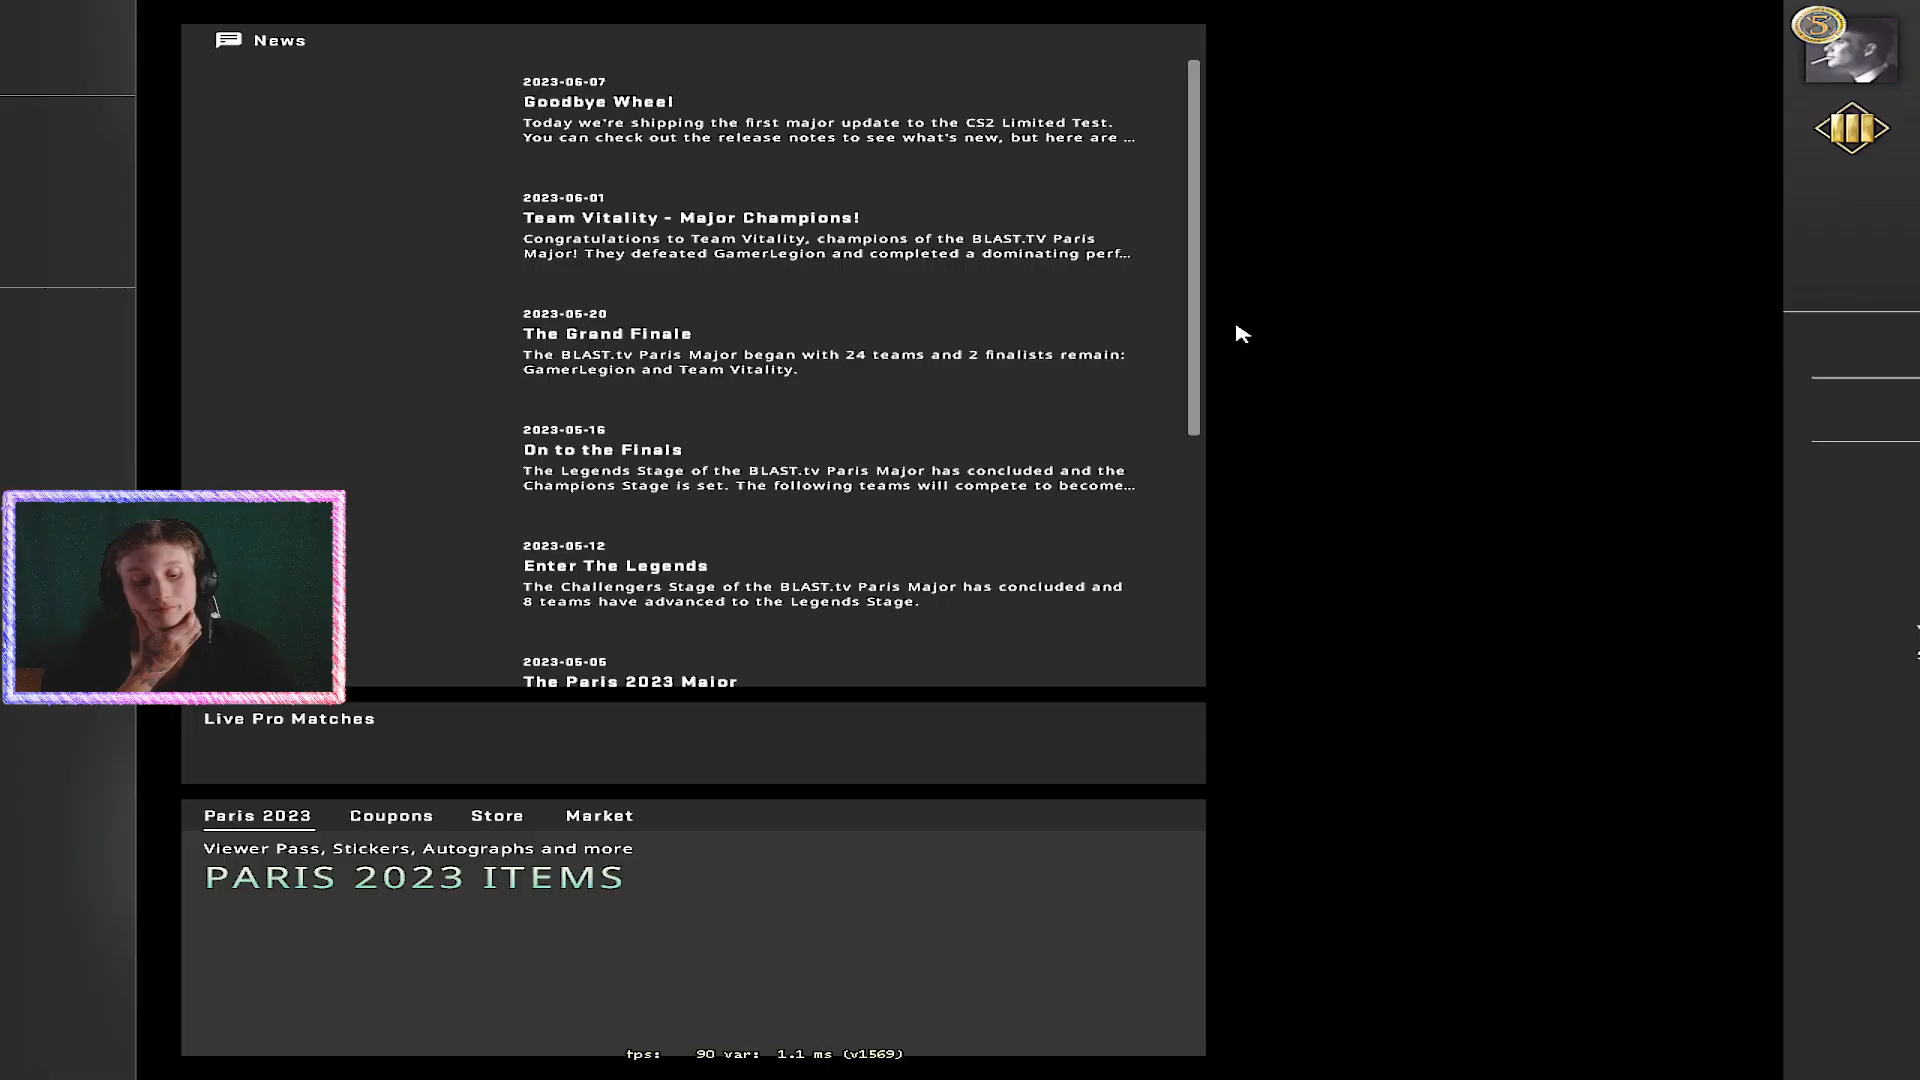 News
2023-06-07
Goodbye Wheel
Today we're shipping the first major update to the CS2 Limited Test.
You can check out the release notes to see what's new, but here are ...
2023-06-01
Team Vitality - Major Champions!
Congratulations to Team Vitality, champions of the BLAST.TV Paris
Major! They defeated GamerLegion and completed a dominating perf...
2023-05-20
The Grand Finale
The BLAST.tv Paris Major began with 24 teams and 2 finalists remain:
GamerLegion and Team Vitality.
2023-05-16
On to the Finals
The Legends Stage of the BLAST.tv Paris Major has concluded and the
Champions Stage is set. The following teams will compete to become...
2023-05-12
Enter The Legends
The Challengers Stage of the BLAST.tv Paris Major has concluded and
8 teams have advanced to the Legends Stage.
2023-05-05
The Paris 2023 Major
Live Pro Matches
Paris 2023 Coupons Store Market
Viewer Pass, Stickers, Autographs and more
PARIS 2023 ITEMS
fps: 90 var: 1.1 ms (v1569)
5